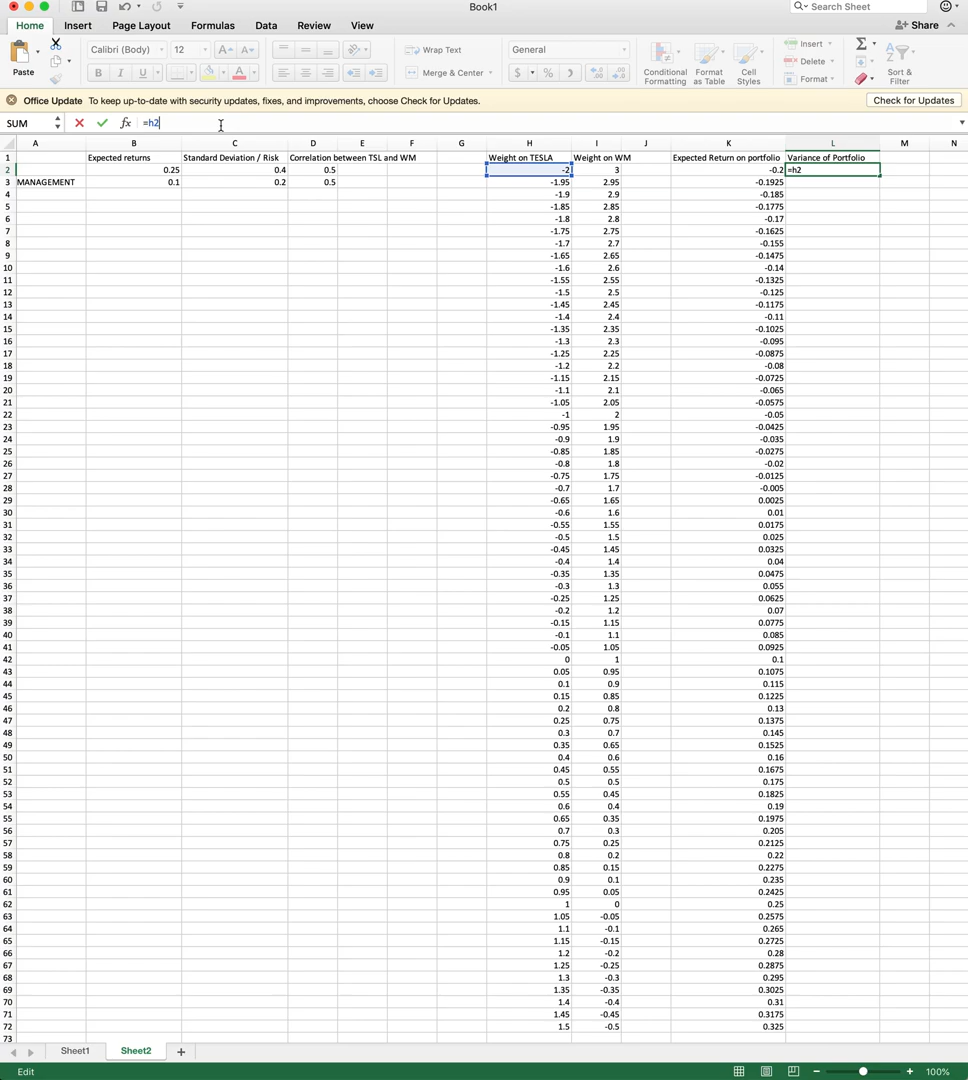 Book1
Search Sheet
Home Insert Page Layout Formulas Data Review View Share
Paste Calibri (Body) 12 A A Wrap Text General Insert Σ
Delete
B I U A Merge & Center $ % Conditional Formatting Format as Table Cell Styles Format Sort & Filter
Office Update To keep up-to-date with security updates, fixes, and improvements, choose Check for Updates. Check for Updates
SUM fx =h2
A B C D E F G H I J K L M N
1 Expected returns Standard Deviation / Risk Correlation between TSL and WM Weight on TESLA Weight on WM Expected Return on portfolio Variance of Portfolio
2 0.25 0.4 0.5 -2 3 -0.2 =h2
3 MANAGEMENT 0.1 0.2 0.5 -1.95 2.95 -0.1925
4 -1.9 2.9 -0.185
5 -1.85 2.85 -0.1775
6 -1.8 2.8 -0.17
7 -1.75 2.75 -0.1625
8 -1.7 2.7 -0.155
9 -1.65 2.65 -0.1475
10 -1.6 2.6 -0.14
11 -1.55 2.55 -0.1325
12 -1.5 2.5 -0.125
13 -1.45 2.45 -0.1175
14 -1.4 2.4 -0.11
15 -1.35 2.35 -0.1025
16 -1.3 2.3 -0.095
17 -1.25 2.25 -0.0875
18 -1.2 2.2 -0.08
19 -1.15 2.15 -0.0725
20 -1.1 2.1 -0.065
21 -1.05 2.05 -0.0575
22 -1 2 -0.05
23 -0.95 1.95 -0.0425
24 -0.9 1.9 -0.035
25 -0.85 1.85 -0.0275
26 -0.8 1.8 -0.02
27 -0.75 1.75 -0.0125
28 -0.7 1.7 -0.005
29 -0.65 1.65 0.0025
30 -0.6 1.6 0.01
31 -0.55 1.55 0.0175
32 -0.5 1.5 0.025
33 -0.45 1.45 0.0325
34 -0.4 1.4 0.04
35 -0.35 1.35 0.0475
36 -0.3 1.3 0.055
37 -0.25 1.25 0.0625
38 -0.2 1.2 0.07
39 -0.15 1.15 0.0775
40 -0.1 1.1 0.085
41 -0.05 1.05 0.0925
42 0 1 0.1
43 0.05 0.95 0.1075
44 0.1 0.9 0.115
45 0.15 0.85 0.1225
46 0.2 0.8 0.13
47 0.25 0.75 0.1375
48 0.3 0.7 0.145
49 0.35 0.65 0.1525
50 0.4 0.6 0.16
51 0.45 0.55 0.1675
52 0.5 0.5 0.175
53 0.55 0.45 0.1825
54 0.6 0.4 0.19
55 0.65 0.35 0.1975
56 0.7 0.3 0.205
57 0.75 0.25 0.2125
58 0.8 0.2 0.22
59 0.85 0.15 0.2275
60 0.9 0.1 0.235
61 0.95 0.05 0.2425
62 1 0 0.25
63 1.05 -0.05 0.2575
64 1.1 -0.1 0.265
65 1.15 -0.15 0.2725
66 1.2 -0.2 0.28
67 1.25 -0.25 0.2875
68 1.3 -0.3 0.295
69 1.35 -0.35 0.3025
70 1.4 -0.4 0.31
71 1.45 -0.45 0.3175
72 1.5 -0.5 0.325
73
Sheet1 Sheet2 +
Edit 100%